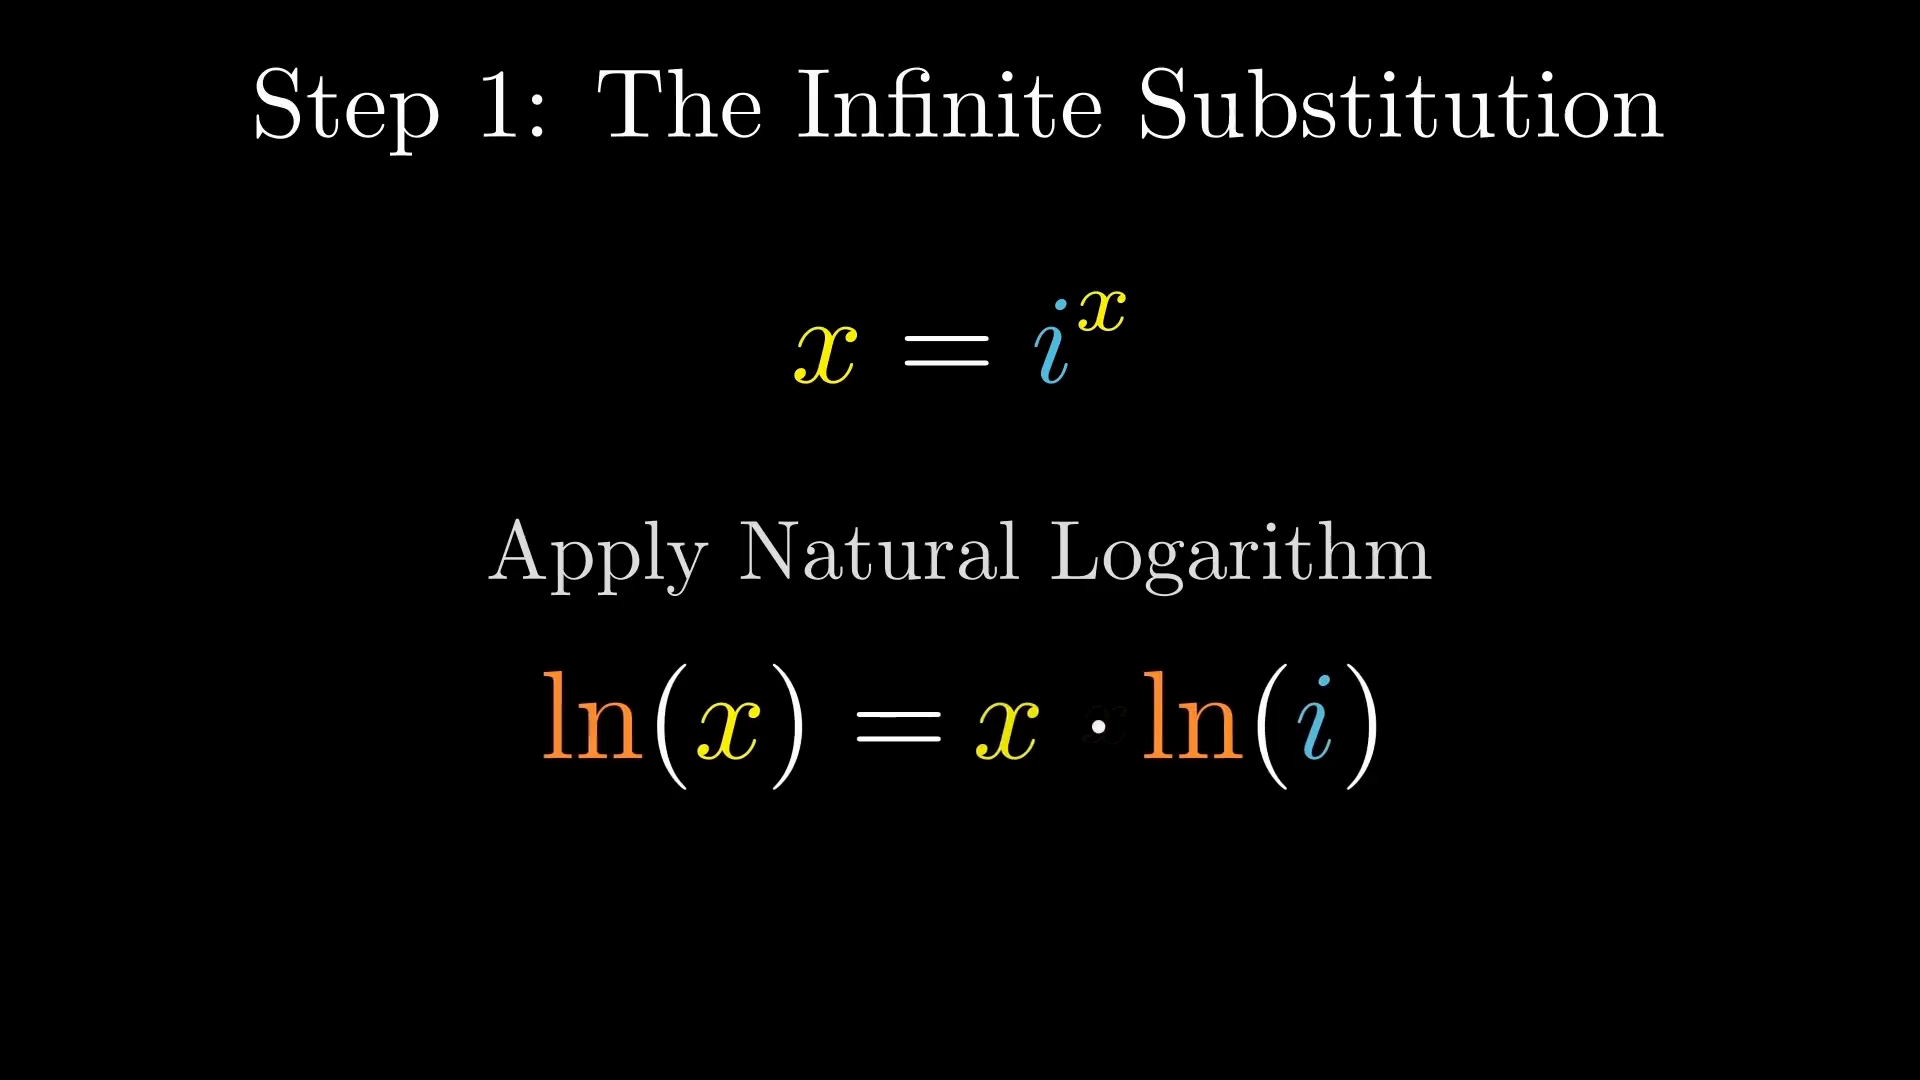 Step 1: The Infinite Substitution
x = i^x
Apply Natural Logarithm
ln(x) = x · ln(i)